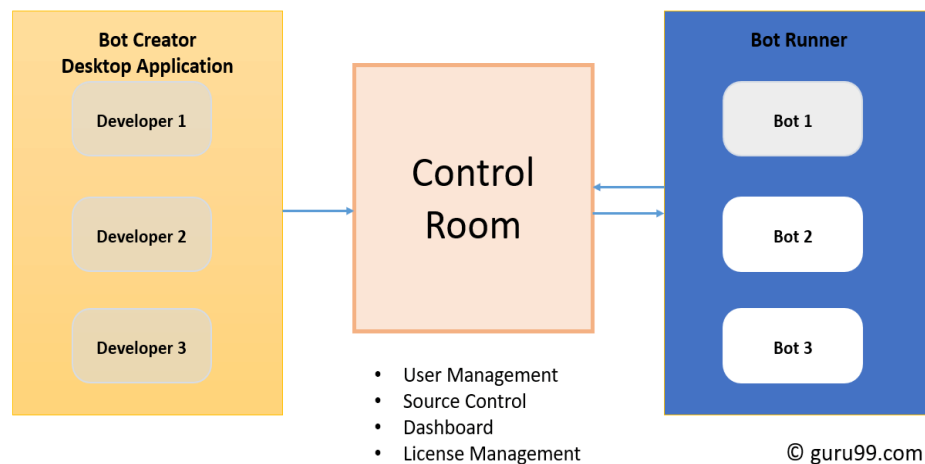 Bot Creator
Desktop Application
Developer 1
Developer 2
Developer 3
Control
Room
• User Management
• Source Control
• Dashboard
• License Management
Bot Runner
Bot 1
Bot 2
Bot 3
© guru99.com